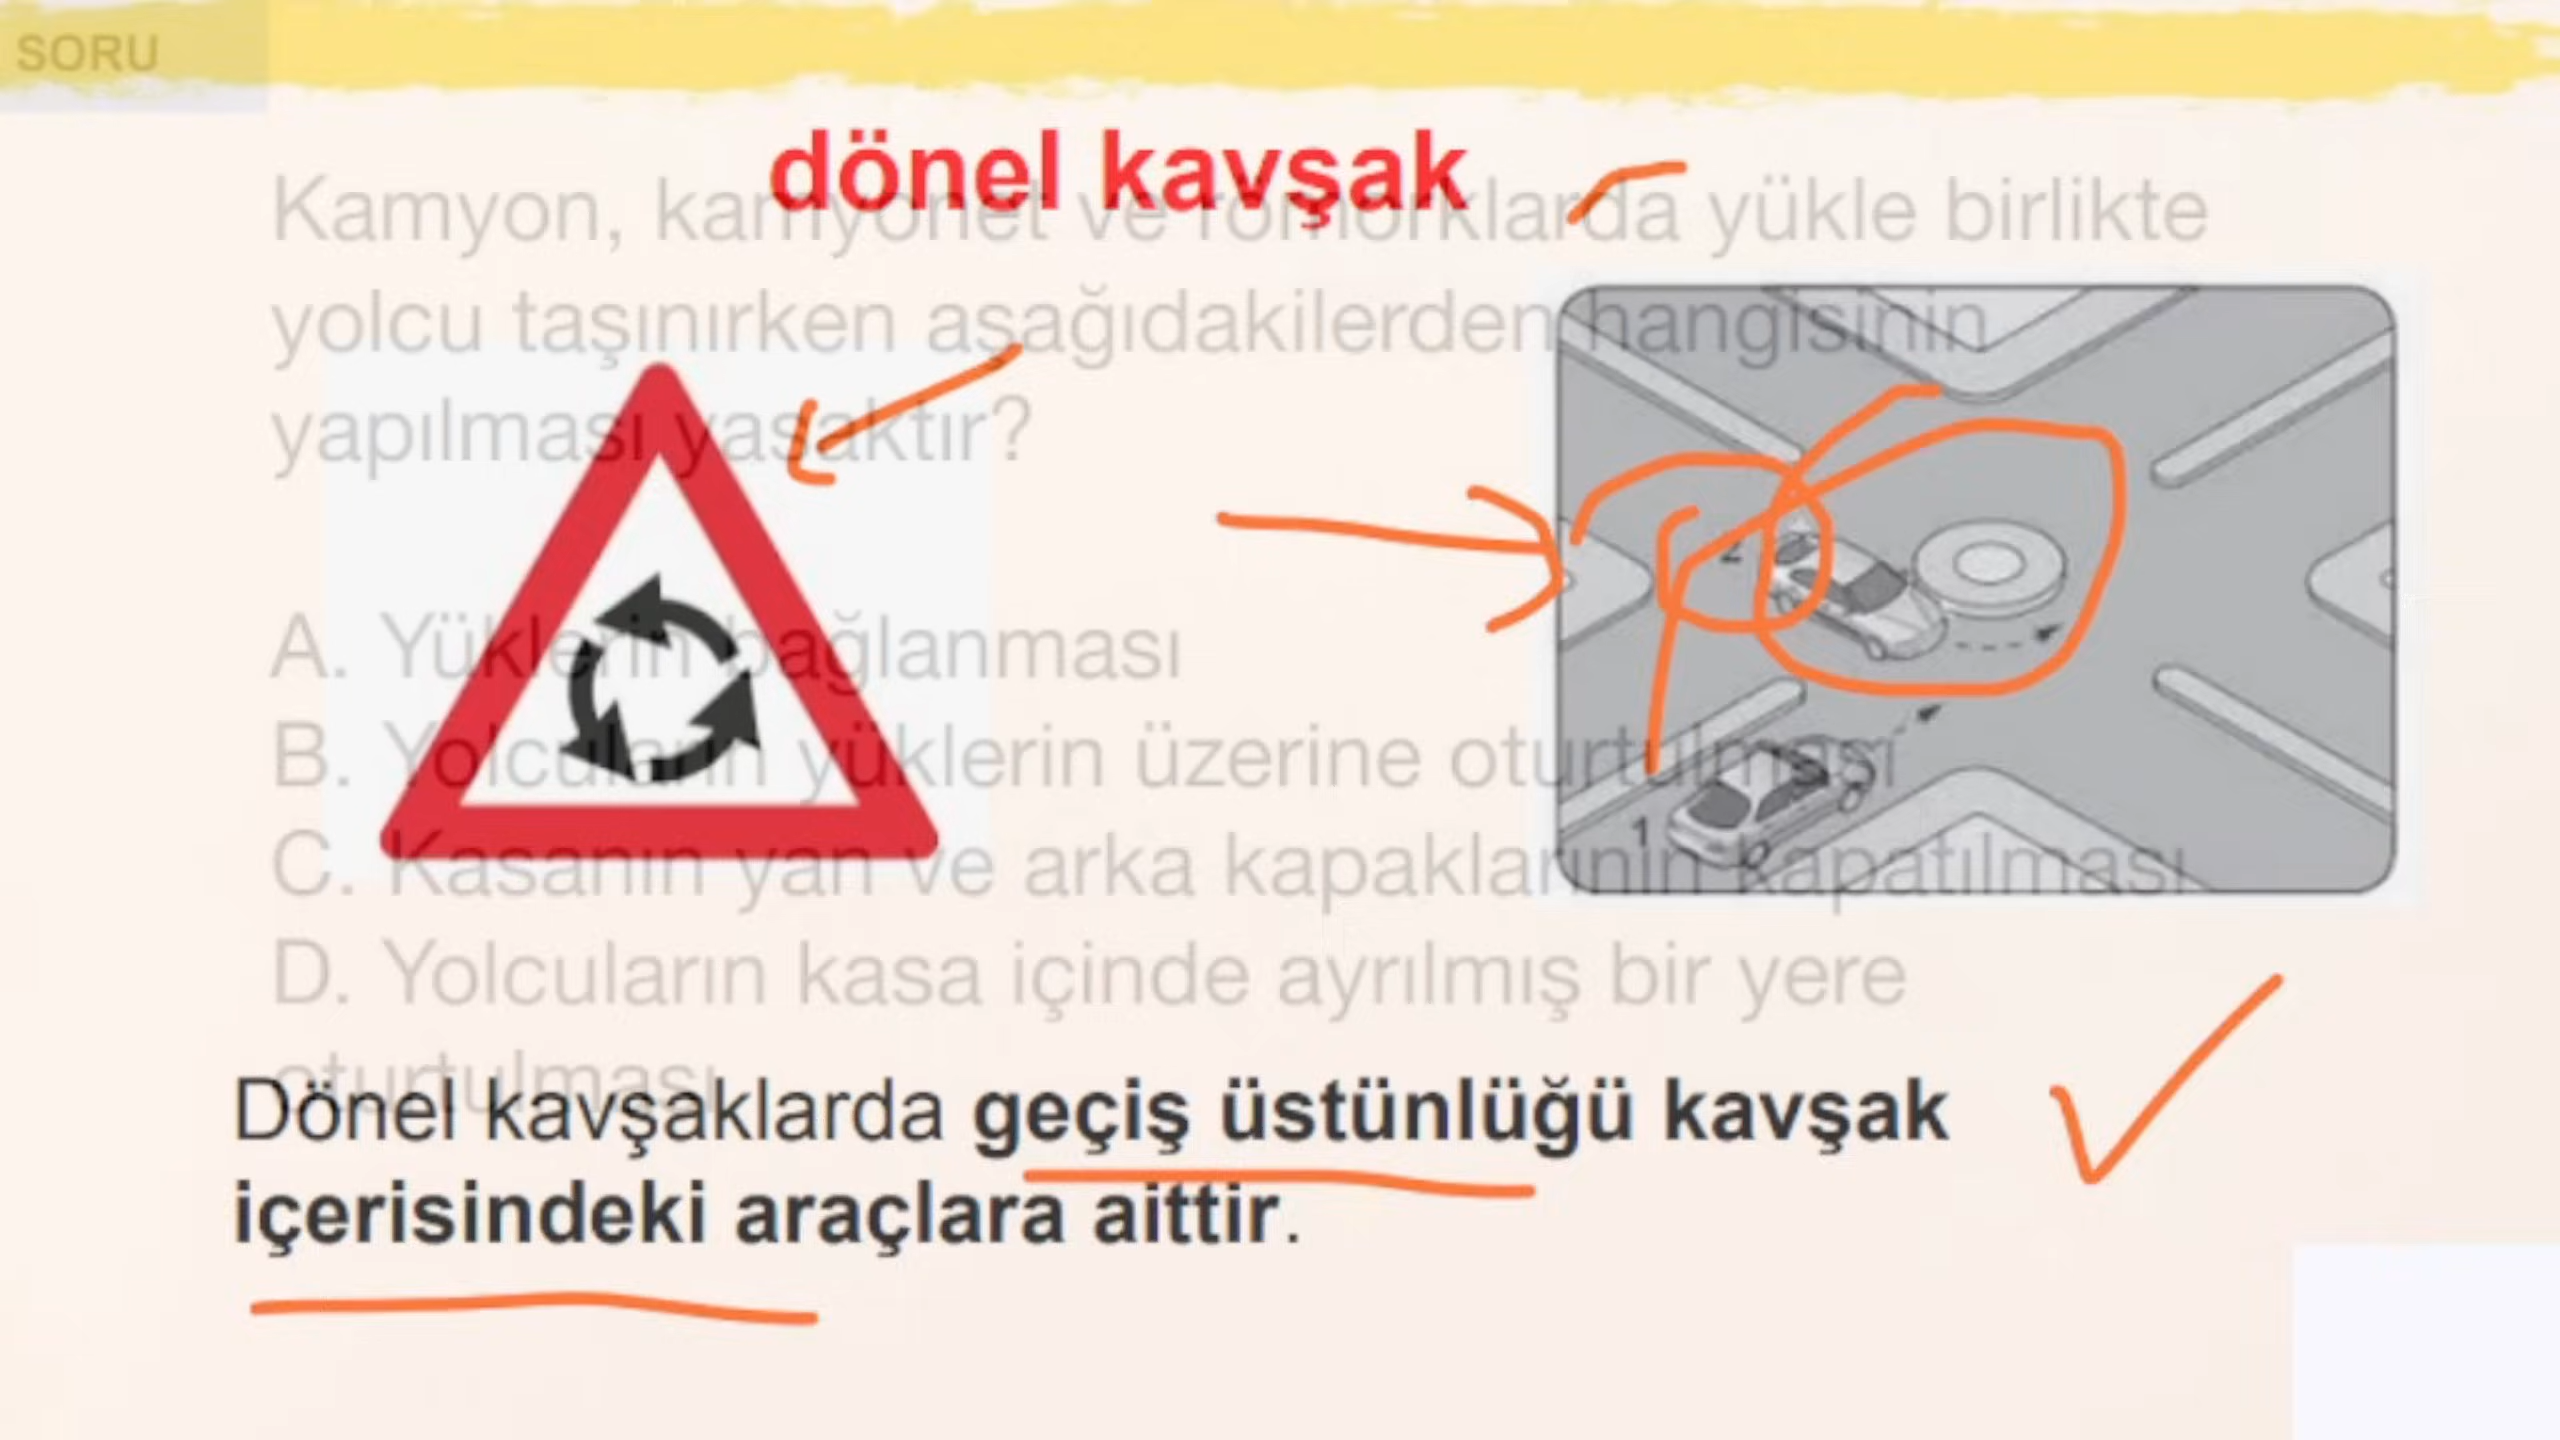 SORU
dönel kavşak
Kamyon, kamyonet ve römorklarda yükle birlikte
yolcu taşınırken aşağıdakilerden hangisinin
yapılması yasaktır?
2
1
A. Yüklerin bağlanması
B. Yolcuların yüklerin üzerine oturtulması
C. Kasanın yan ve arka kapaklarının kapatılması
D. Yolcuların kasa içinde ayrılmış bir yere
oturtulması
Dönel kavşaklarda geçiş üstünlüğü kavşak
içerisindeki araçlara aittir.